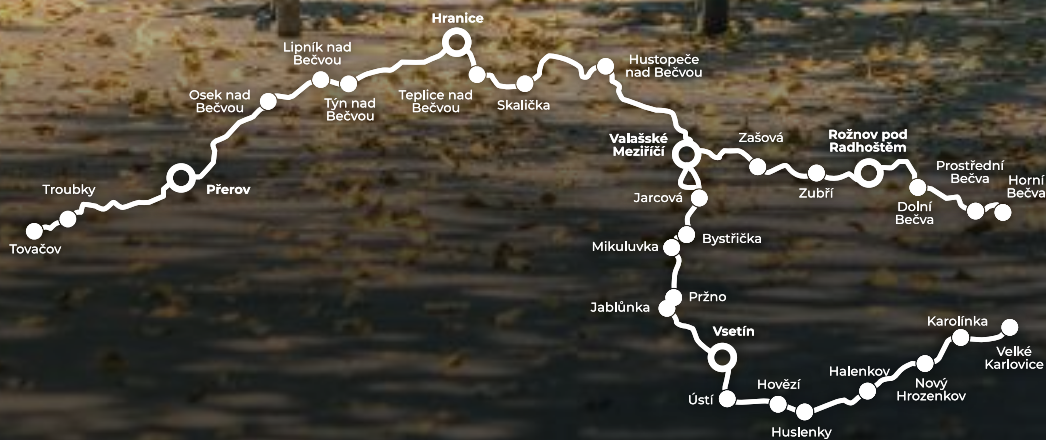 Hranice
Lipník nad
Bečvou
Hustopeče
nad Bečvou
Osek nad
Bečvou
Týn nad
Bečvou
Teplice nad
Bečvou
Skalička
Valašské
Meziříčí
Zašová
Rožnov pod
Radhoštěm
Prostřední
Bečva
Horní
Bečva
Troubky
Přerov
Zubří
Jarcová
Dolní
Bečva
Tovačov
Mikuluvka
Bystřička
Jablůnka
Pržno
Vsetín
Karolínka
Velké
Karlovice
Halenkov
Nový
Hrozenkov
Ústí
Hovězí
Huslenky